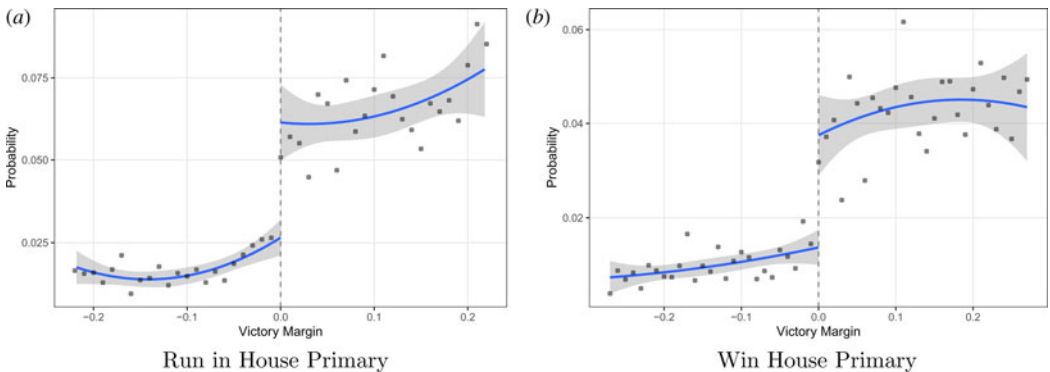 (a)
0.075
0.050
0.025
Probability
−0.2
−0.1
0.0
0.1
0.2
Victory Margin
Run in House Primary
(b)
0.06
0.04
0.02
0.00
Probability
−0.2
−0.1
0.0
0.1
0.2
Victory Margin
Win House Primary